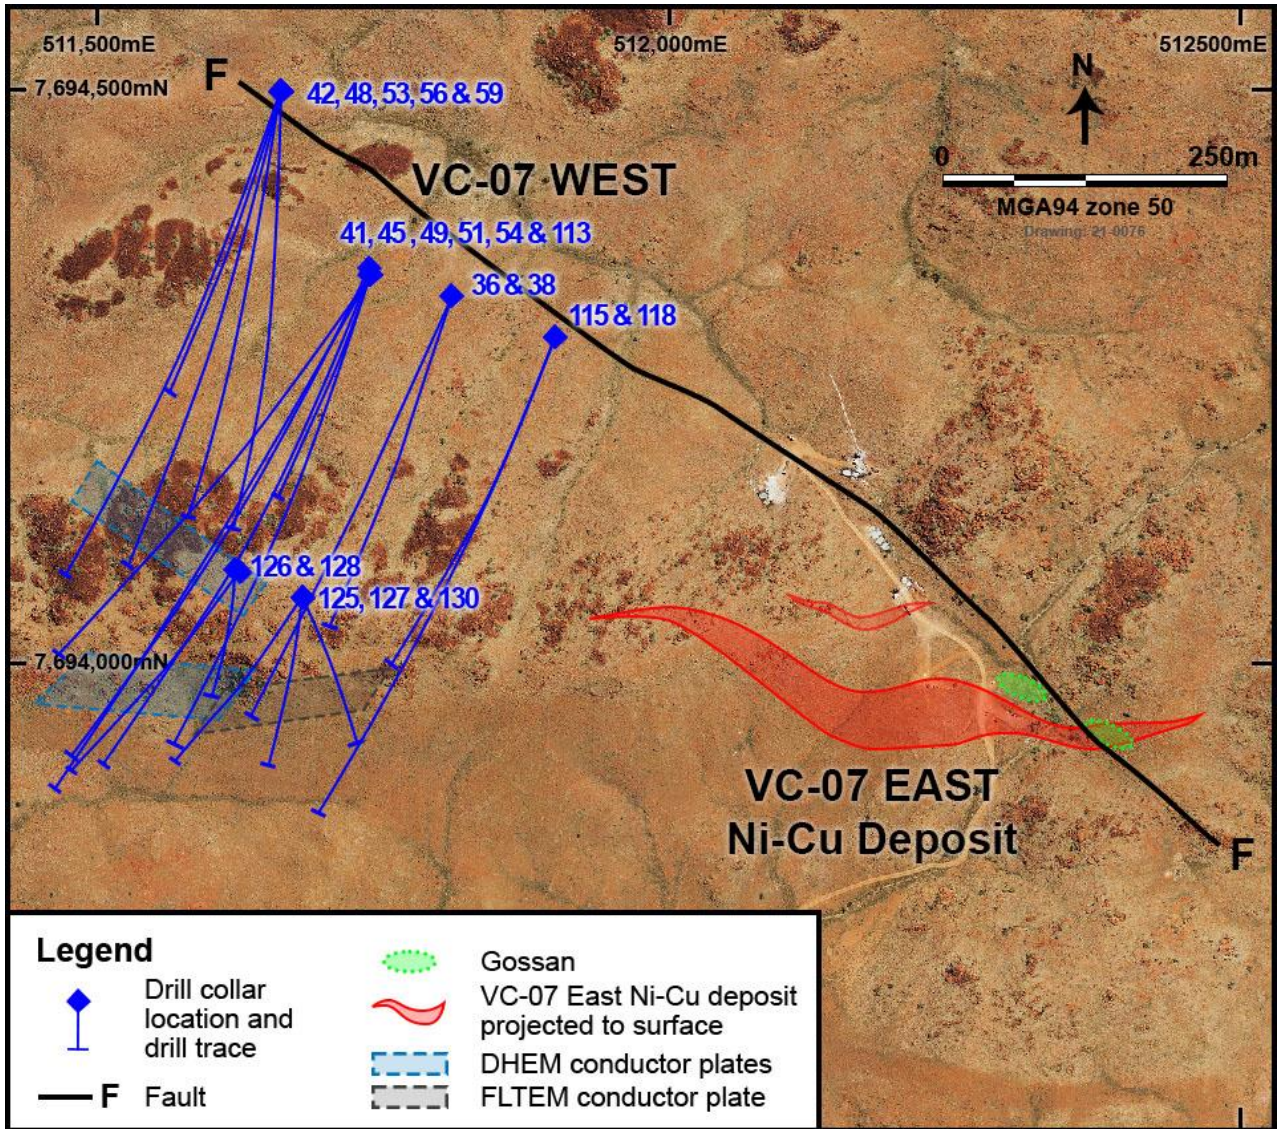 511,500mE
512,000mE
512500mE
7,694,500mN
F
42, 48, 53, 56 & 59
N
0
250m
MGA94 zone 50
Drawing: 21-0076
VC-07 WEST
41, 45, 49, 51, 54 & 113
36 & 38
115 & 118
126 & 128
125, 127 & 130
7,694,000mN
VC-07 EAST
Ni-Cu Deposit
F
Legend
Drill collar
location and
drill trace
F Fault
Gossan
VC-07 East Ni-Cu deposit
projected to surface
DHEM conductor plates
FLTEM conductor plate